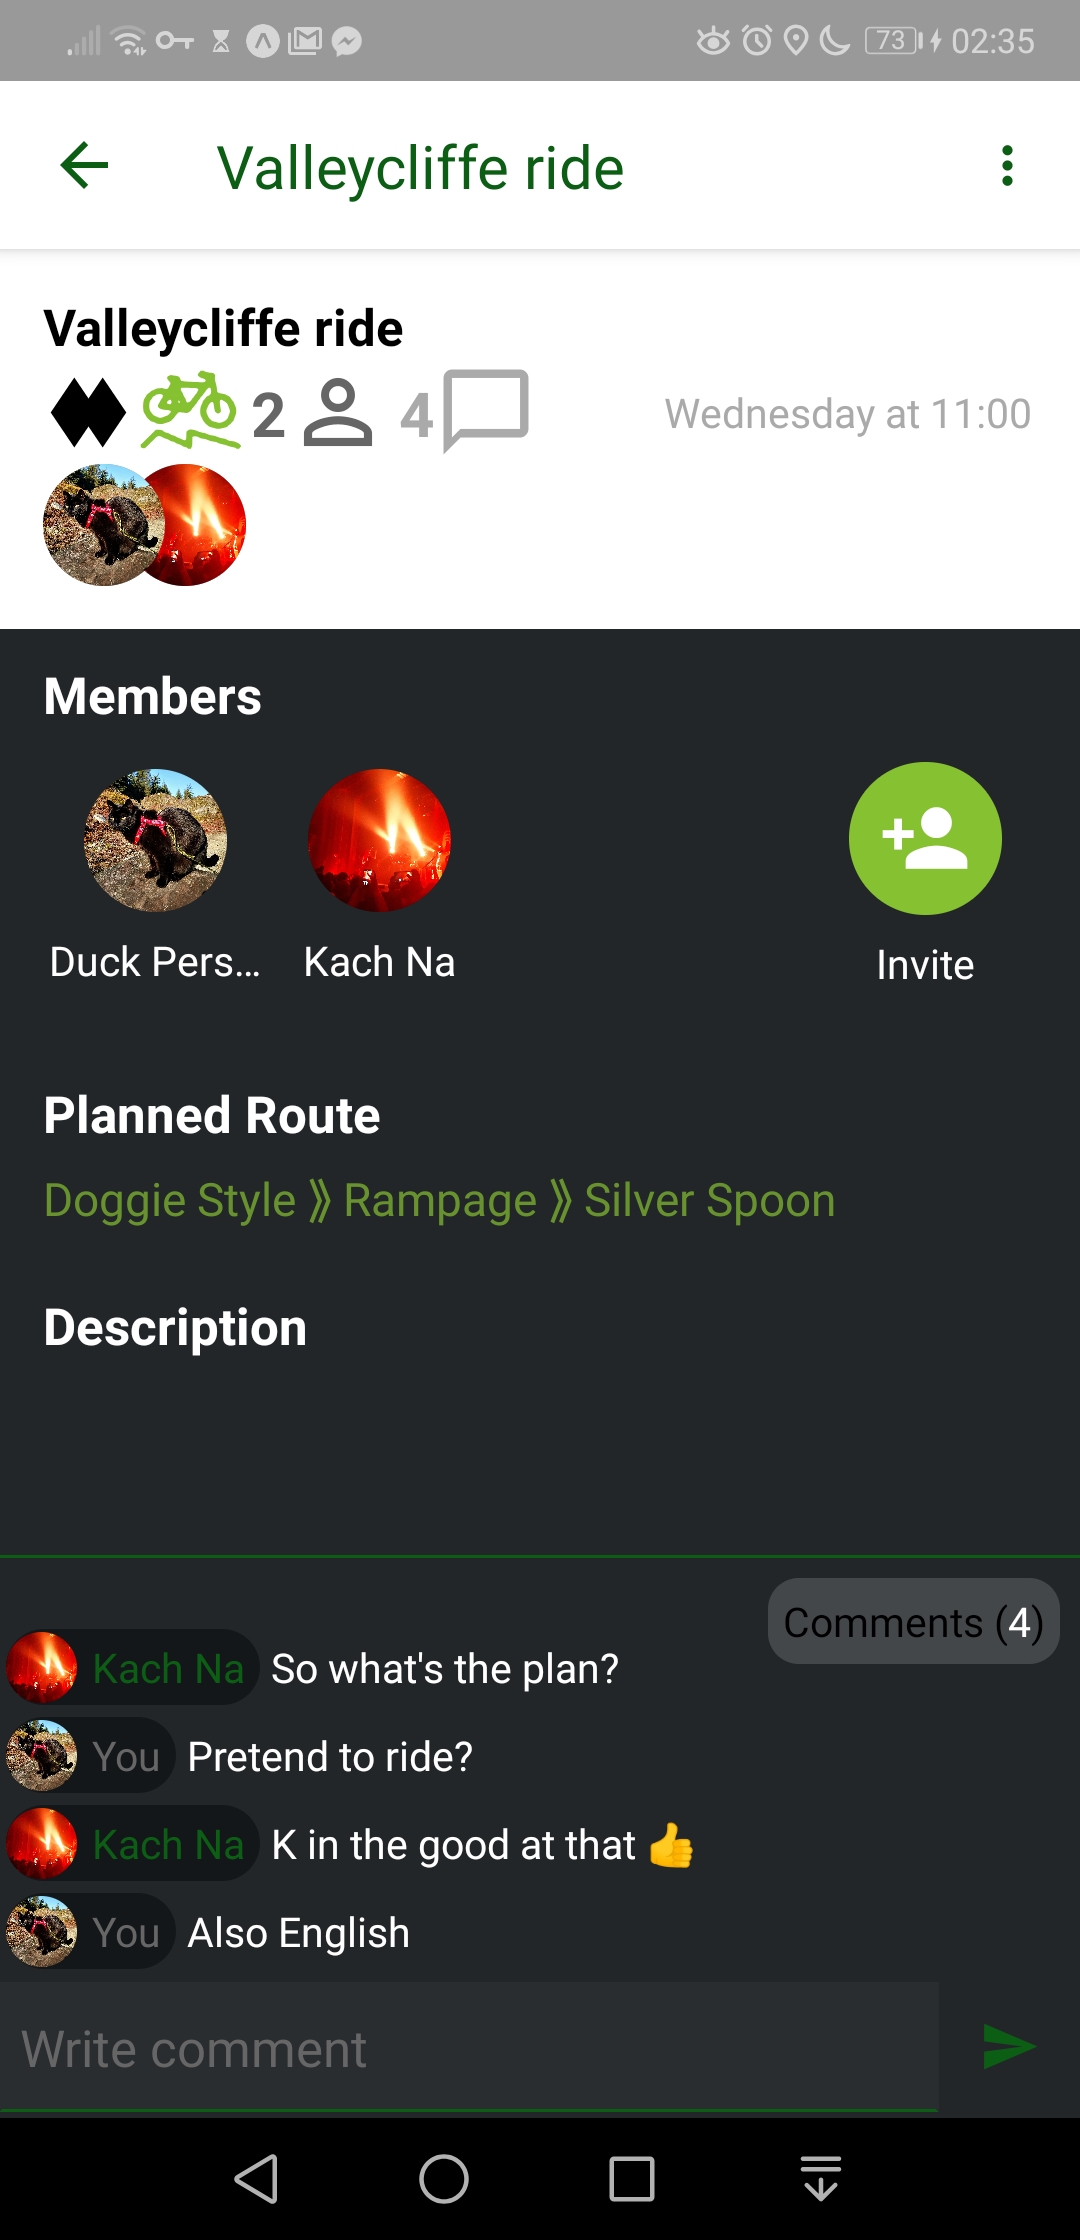 73 02:35
Valleycliffe ride
Valleycliffe ride
2 4 Wednesday at 11:00
Members
Duck Pers... Kach Na Invite
Planned Route
Doggie Style ⟫ Rampage ⟫ Silver Spoon
Description
Comments (4)
Kach Na So what's the plan?
You Pretend to ride?
Kach Na K in the good at that 👍
You Also English
Write comment